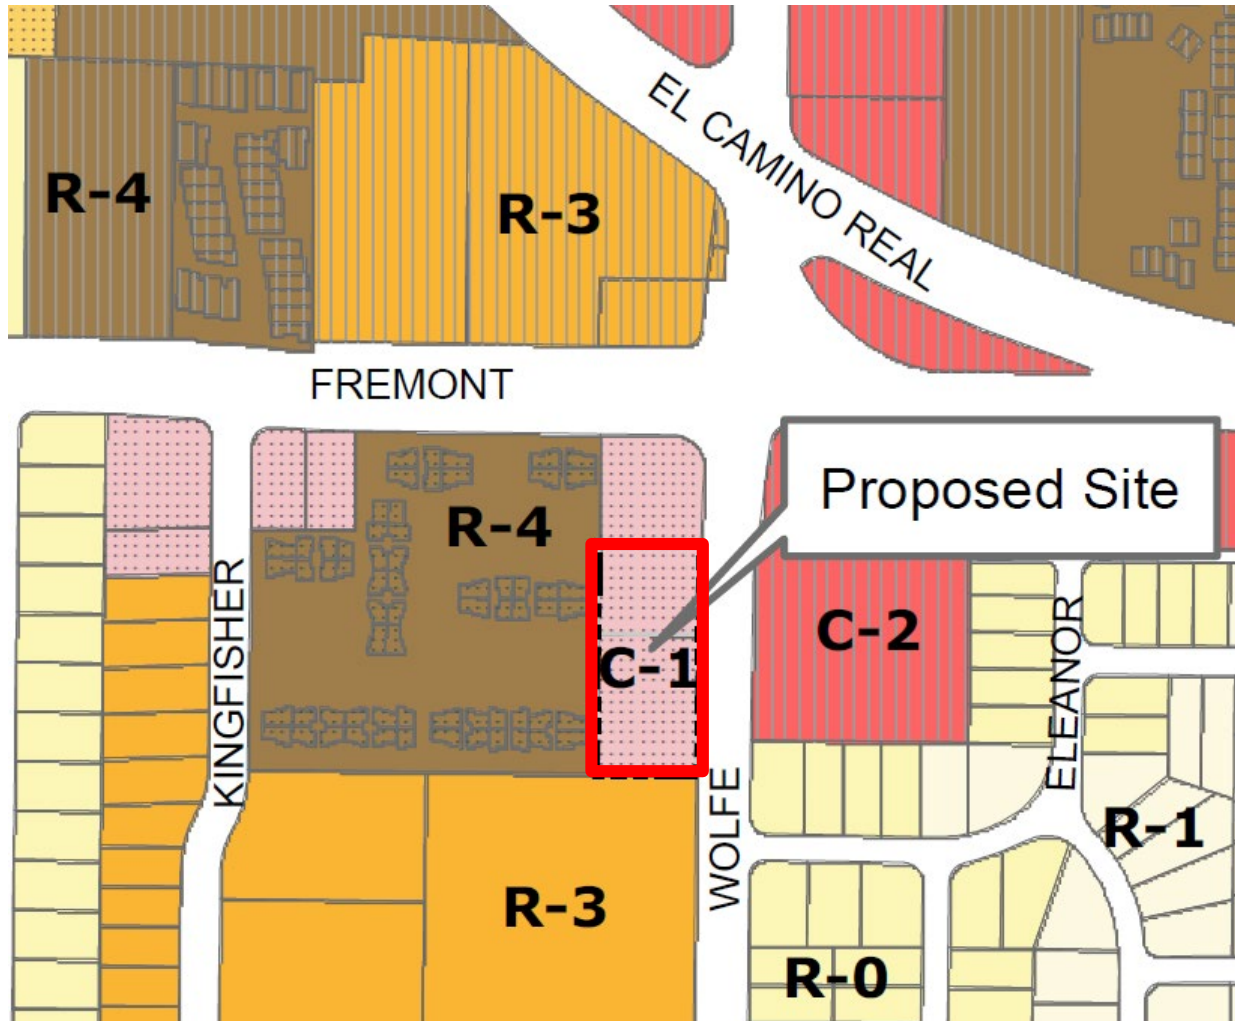 EL CAMINO REAL
R-4
R-3
FREMONT
Proposed Site
R-4
KINGFISHER
C-1
C-2
ELEANOR
WOLFE
R-1
R-3
R-0